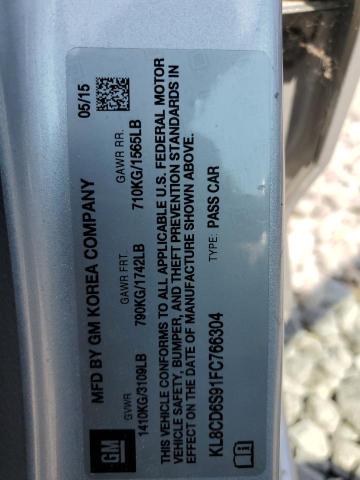 MFD BY GM KOREA COMPANY 05/15
GVWR GAWR FRT. GAWR RR.
1410KG/3109LB 790KG/1742LB 710KG/1565LB
THIS VEHICLE CONFORMS TO ALL APPLICABLE U.S. FEDERAL MOTOR
VEHICLE SAFETY, BUMPER, AND THEFT PREVENTION STANDARDS IN
EFFECT ON THE DATE OF MANUFACTURE SHOWN ABOVE.
KL8CD6S91FC766304 TYPE: PASS CAR
GM